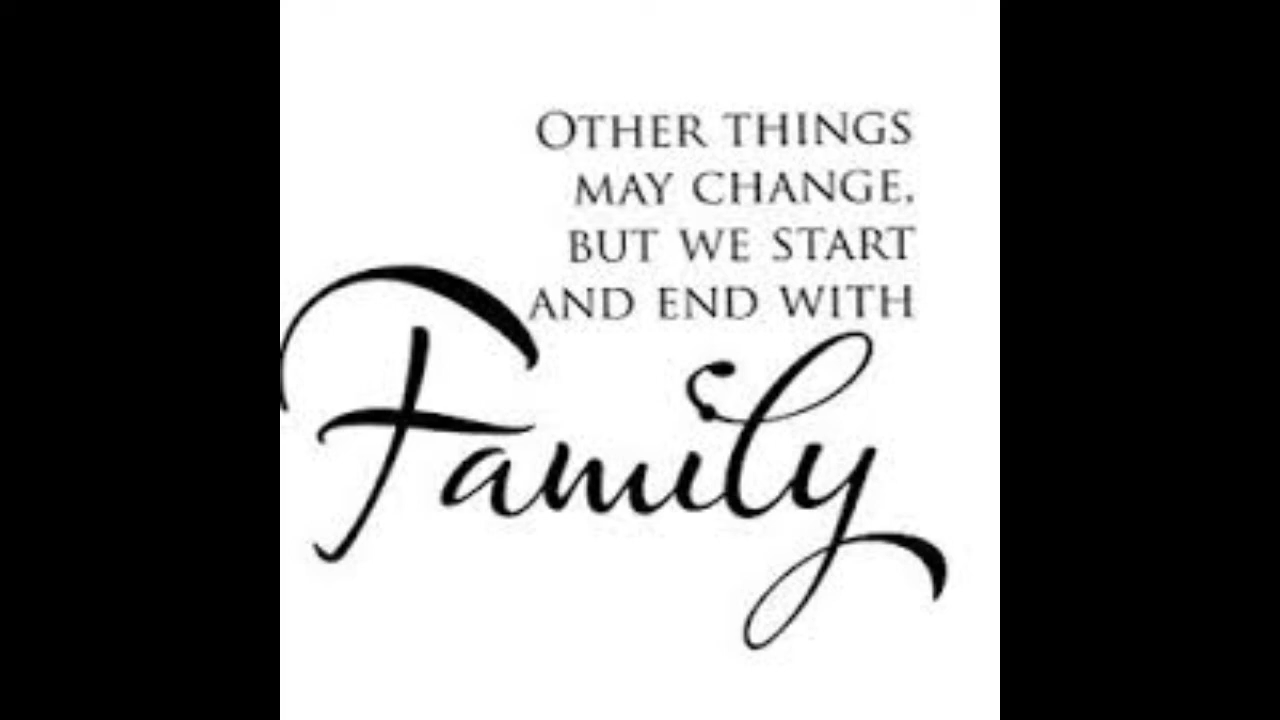 OTHER THINGS
MAY CHANGE,
BUT WE START
AND END WITH
Family